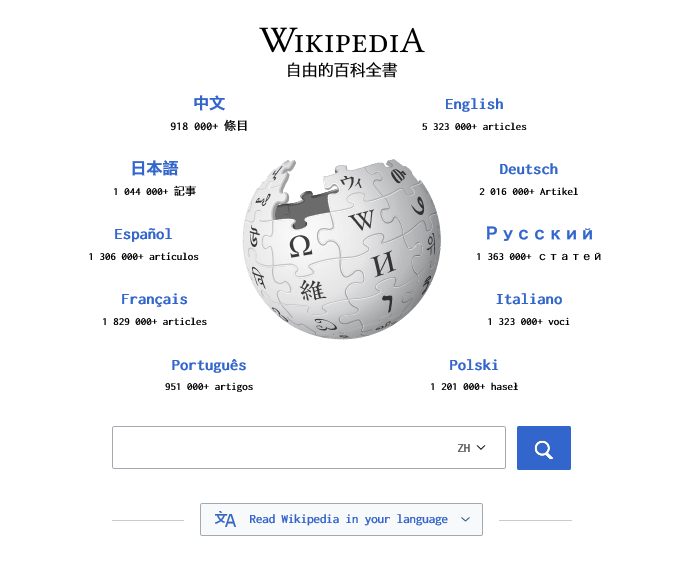 WIKIPEDIA
自由的百科全書
中文
918 000+ 條目
English
5 323 000+ articles
日本語
1 044 000+ 記事
Deutsch
2 016 000+ Artikel
Español
1 306 000+ artículos
Русский
1 363 000+ статей
Français
1 829 000+ articles
Italiano
1 323 000+ voci
Português
951 000+ artigos
Polski
1 201 000+ haseł
ウィ
W
Ω
И
維
ZH
Read Wikipedia in your language